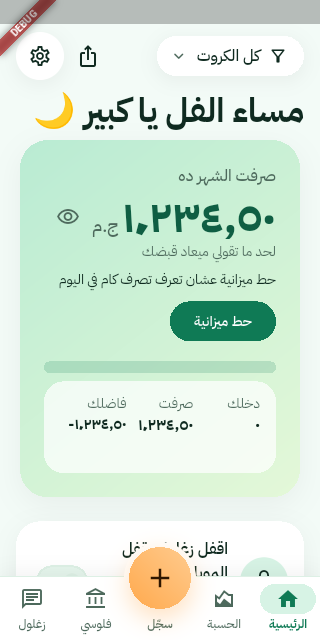 DEBUG
كل الكروت
مساء الفل يا كبير 🌙
صرفت الشهر ده
١,٢٣٤,٥٠ ج.م
لحد ما تقولي ميعاد قبضك
حط ميزانية عشان تعرف تصرف كام في اليوم
حط ميزانية
دخلك صرفت فاضلك
٠ ١,٢٣٤,٥٠ -١,٢٣٤,٥٠
اقفل
الرئيسية الحسبة سجّل فلوسي زغلول